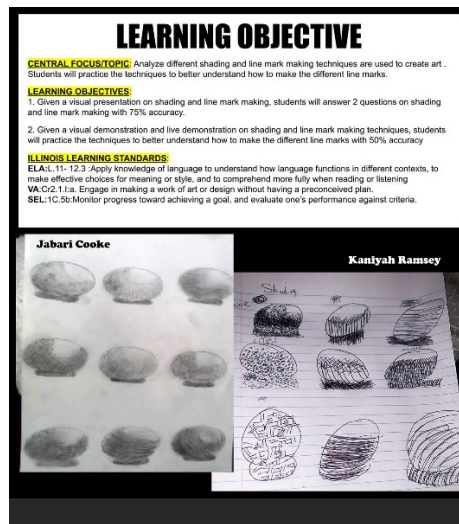 LEARNING OBJECTIVE
CENTRAL FOCUS/TOPIC: Analyze different shading and line mark making techniques are used to create art .
Students will practice the techniques to better understand how to make the different line marks.
LEARNING OBJECTIVES:
1. Given a visual presentation on shading and line mark making, students will answer 2 questions on shading
and line mark making with 75% accuracy.
2. Given a visual demonstration and live demonstration on shading and line mark making techniques, students
will practice the techniques to better understand how to make the different line marks with 50% accuracy
ILLINOIS LEARNING STANDARDS:
ELA:L.11- 12.3 :Apply knowledge of language to understand how language functions in different contexts, to
make effective choices for meaning or style, and to comprehend more fully when reading or listening
VA:Cr2.1.I:a. Engage in making a work of art or design without having a preconceived plan.
SEL:1C.5b:Monitor progress toward achieving a goal, and evaluate one's performance against criteria.
Jabari Cooke
Kaniyah Ramsey